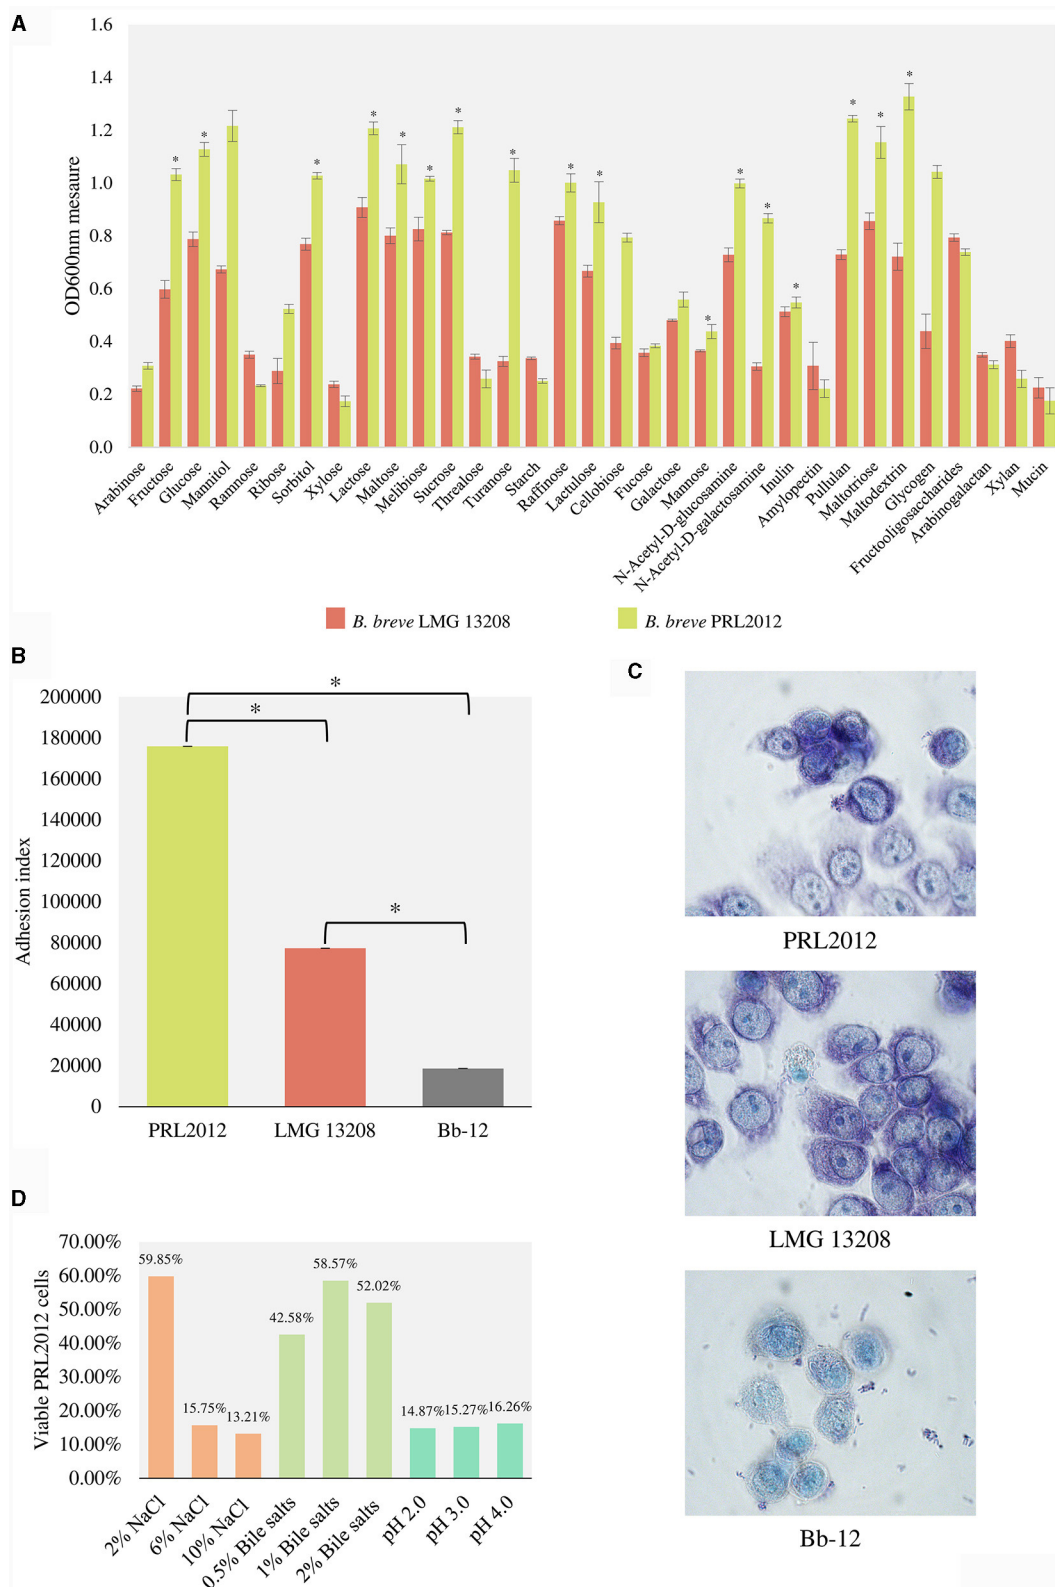 A
1.6
1.4
1.2
1.0
0.8
0.6
0.4
0.2
0.0
OD600nm mesaure
* * * * * * * * * * * * * * * * * *
Arabinose
Fructose
Glucose
Mannitol
Ramnose
Ribose
Sorbitol
Xylose
Lactose
Maltose
Melibiose
Sucrose
Threalose
Turanose
Starch
Raffinose
Lactulose
Cellobiose
Fucose
Galactose
Mannose
N-Acetyl-D-glucosamine
N-Acetyl-D-galactosamine
Inulin
Amylopectin
Pullulan
Maltotriose
Maltodextrin
Glycogen
Fructooligosaccharides
Arabinogalactan
Xylan
Mucin
B. breve LMG 13208
B. breve PRL2012
B
200000
180000
160000
140000
120000
100000
80000
60000
40000
20000
0
Adhesion index
*
*
*
PRL2012
LMG 13208
Bb-12
C
PRL2012
LMG 13208
Bb-12
D
70.00%
60.00%
50.00%
40.00%
30.00%
20.00%
10.00%
0.00%
Viable PRL2012 cells
59.85%
15.75%
13.21%
42.58%
58.57%
52.02%
14.87%
15.27%
16.26%
2% NaCl
6% NaCl
10% NaCl
0.5% Bile salts
1% Bile salts
2% Bile salts
pH 2.0
pH 3.0
pH 4.0